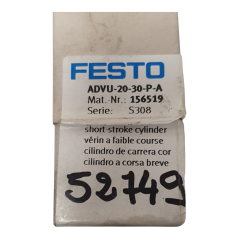 FESTO
ADVU-20-30-P-A
Mat.-Nr.: 156519
Serie: S308
short-stroke cylinder
vérin a faible course
cilindro de carrera cor
cilindro a corsa breve
52749